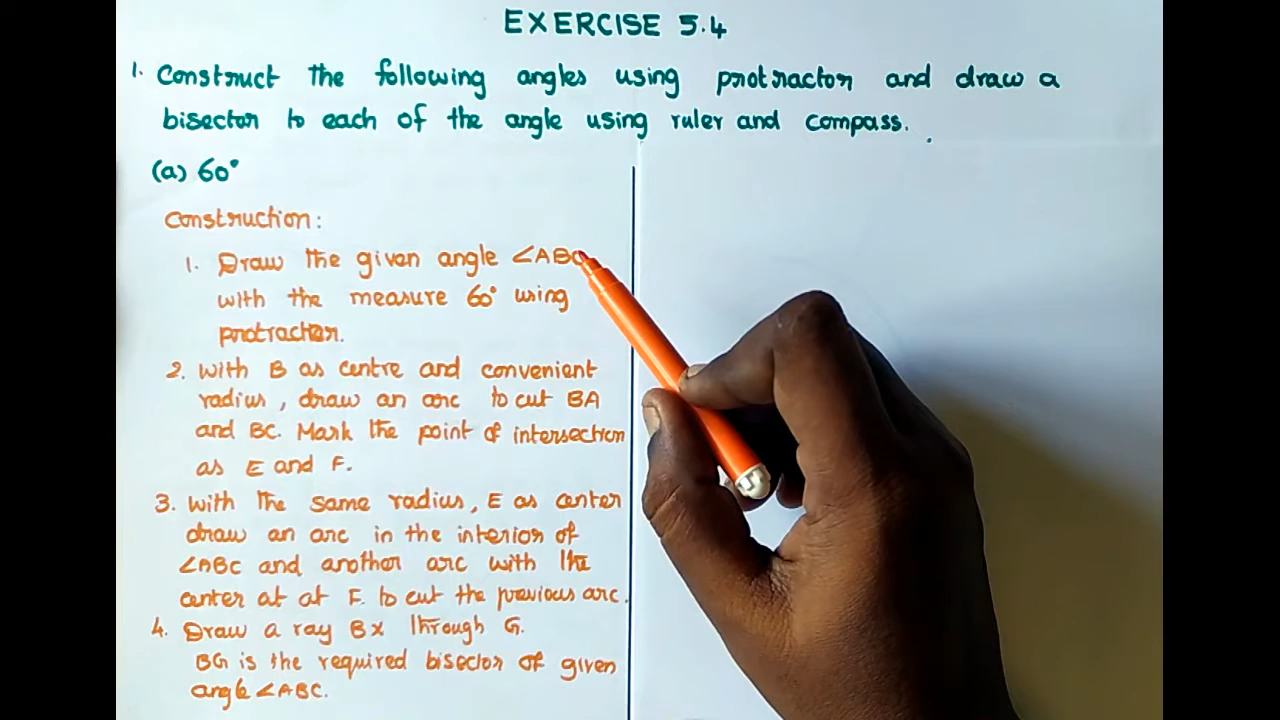 EXERCISE 5.4
1. Construct the following angles using protractor and draw a
bisector to each of the angle using ruler and compass.
(a) 60°
Construction:
1. Draw the given angle ∠ABC
with the measure 60° using
protractor.
2. With B as centre and convenient
radius, draw an arc to cut BA
and BC. Mark the point of intersection
as E and F.
3. With the same radius, E as center
draw an arc in the interior of
∠ABC and another arc with the
center at at F. to cut the previous arc.
4. Draw a ray BX through G.
BG is the required bisector of given
angle ∠ABC.